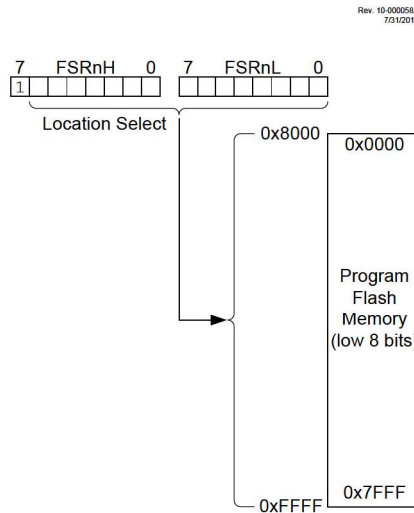 Rev. 10-000058
7/31/201
7 FSRnH 0 7 FSRnL 0
1
Location Select
0x8000
0x0000
Program
Flash
Memory
(low 8 bits
0x7FFF
0xFFFF